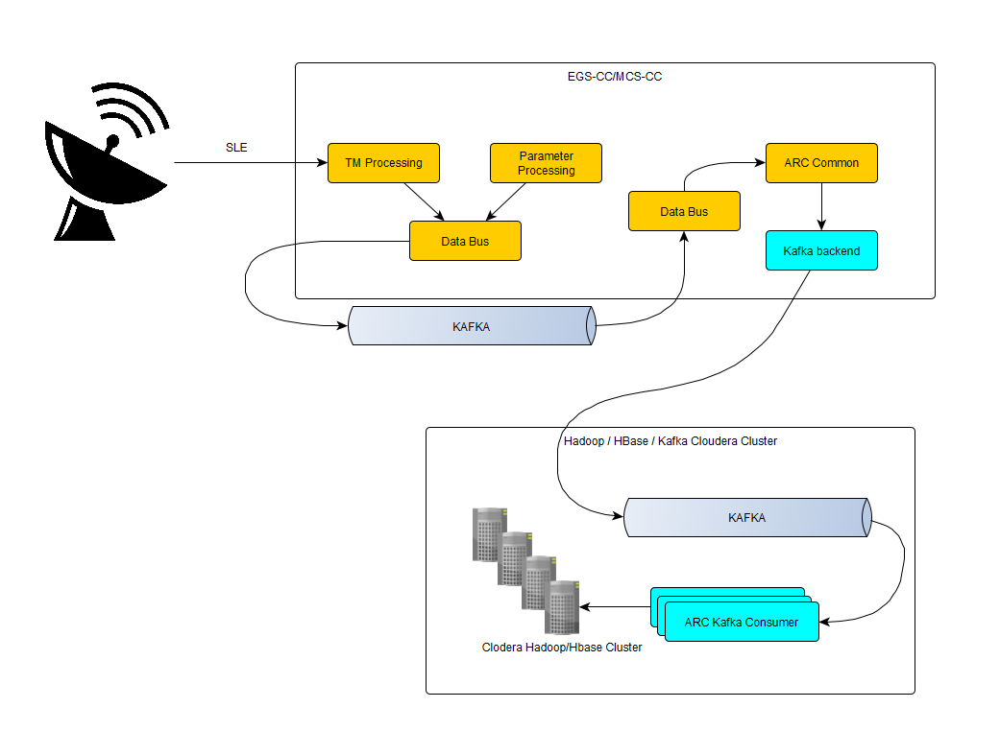 EGS-CC/MCS-CC
SLE
TM Processing
Parameter
Processing
ARC Common
Data Bus
Data Bus
Kafka backend
KAFKA
Hadoop / HBase / Kafka Cloudera Cluster
KAFKA
ARC Kafka Consumer
Clodera Hadoop/Hbase Cluster